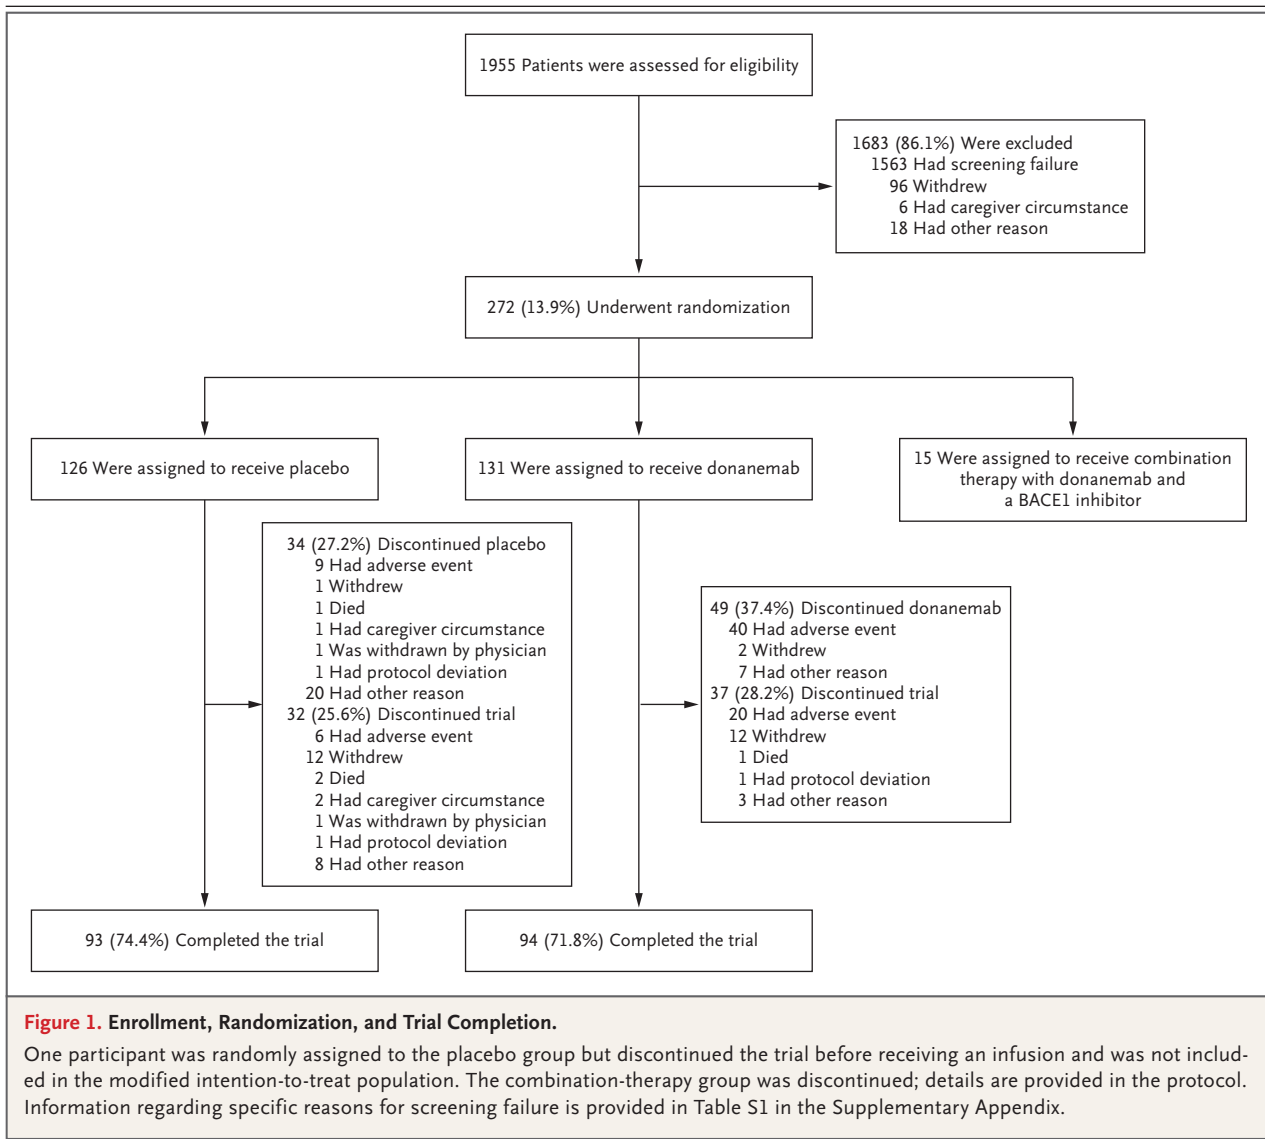 1955 Patients were assessed for eligibility
1683 (86.1%) Were excluded
1563 Had screening failure
96 Withdrew
6 Had caregiver circumstance
18 Had other reason
272 (13.9%) Underwent randomization
126 Were assigned to receive placebo
131 Were assigned to receive donanemab
15 Were assigned to receive combination
therapy with donanemab and
a BACE1 inhibitor
34 (27.2%) Discontinued placebo
9 Had adverse event
1 Withdrew
1 Died
1 Had caregiver circumstance
1 Was withdrawn by physician
1 Had protocol deviation
20 Had other reason
32 (25.6%) Discontinued trial
6 Had adverse event
12 Withdrew
2 Died
2 Had caregiver circumstance
1 Was withdrawn by physician
1 Had protocol deviation
8 Had other reason
49 (37.4%) Discontinued donanemab
40 Had adverse event
2 Withdrew
7 Had other reason
37 (28.2%) Discontinued trial
20 Had adverse event
12 Withdrew
1 Died
1 Had protocol deviation
3 Had other reason
93 (74.4%) Completed the trial
94 (71.8%) Completed the trial
Figure 1. Enrollment, Randomization, and Trial Completion.
One participant was randomly assigned to the placebo group but discontinued the trial before receiving an infusion and was not includ-
ed in the modified intention-to-treat population. The combination-therapy group was discontinued; details are provided in the protocol.
Information regarding specific reasons for screening failure is provided in Table S1 in the Supplementary Appendix.